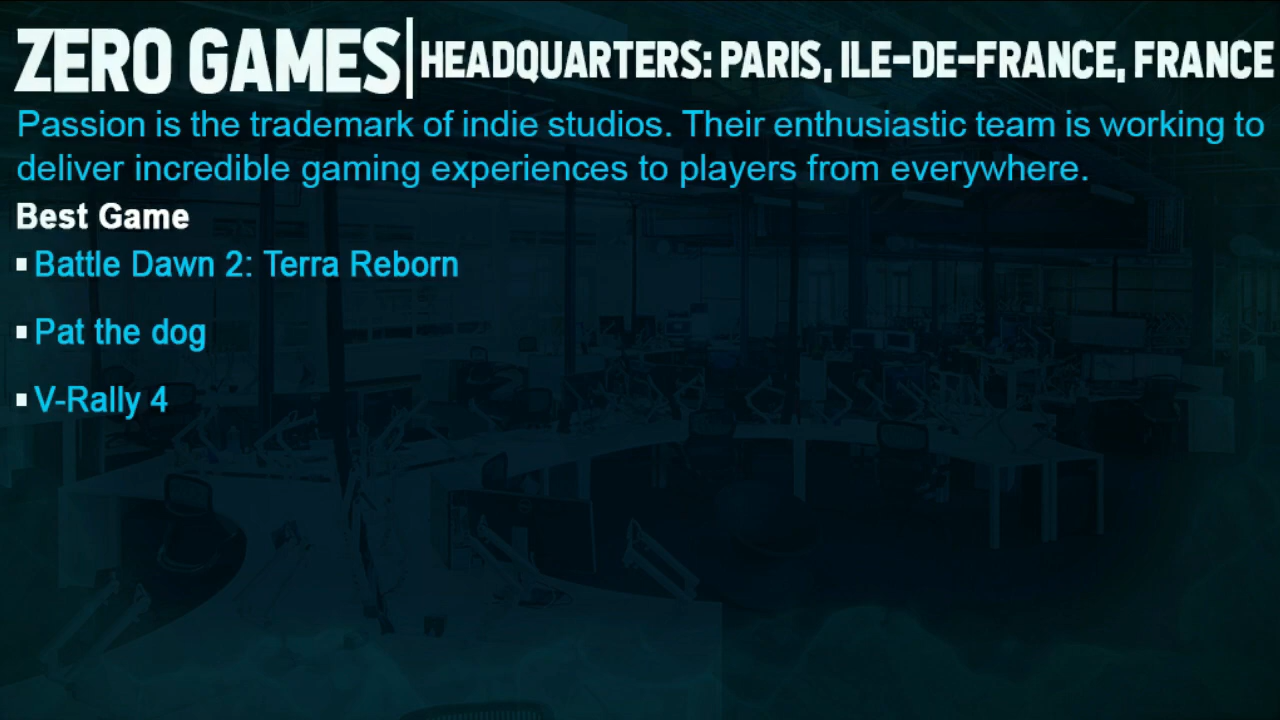 ZERO GAMES HEADQUARTERS: PARIS, ILE-DE-FRANCE, FRANCE
Passion is the trademark of indie studios. Their enthusiastic team is working to
deliver incredible gaming experiences to players from everywhere.
Best Game
▪ Battle Dawn 2: Terra Reborn
▪ Pat the dog
▪ V-Rally 4